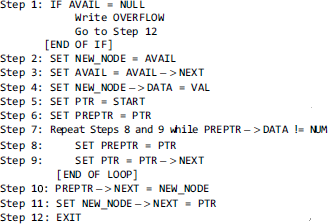 Step 1: IF AVAIL = NULL
Write OVERFLOW
Go to Step 12
[END OF IF]
Step 2: SET NEW_NODE = AVAIL
Step 3: SET AVAIL = AVAIL->NEXT
Step 4: SET NEW_NODE->DATA = VAL
Step 5: SET PTR = START
Step 6: SET PREPTR = PTR
Step 7: Repeat Steps 8 and 9 while PREPTR->DATA != NUM
Step 8: SET PREPTR = PTR
Step 9: SET PTR = PTR->NEXT
[END OF LOOP]
Step 10: PREPTR->NEXT = NEW_NODE
Step 11: SET NEW_NODE->NEXT = PTR
Step 12: EXIT